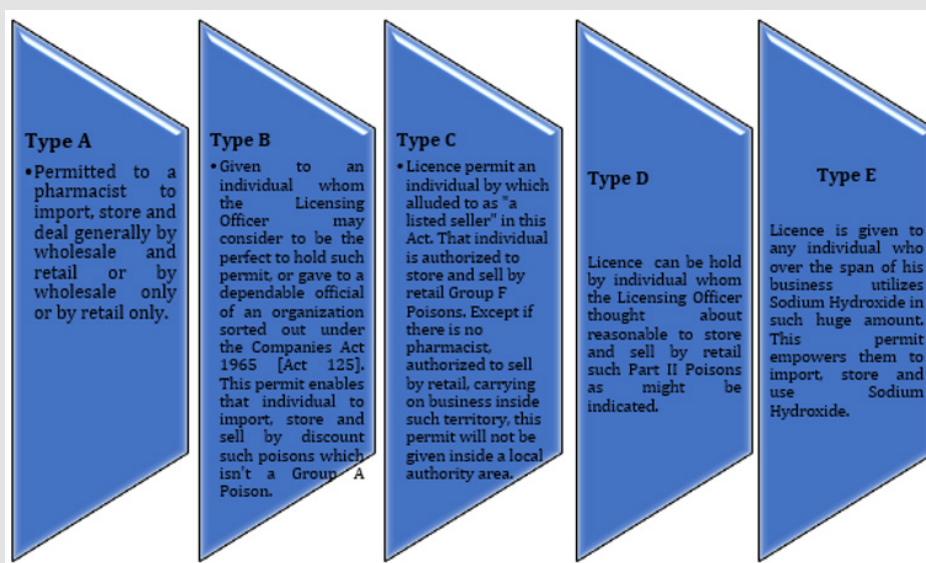 Type A
•Permitted to a
pharmacist to
import, store and
deal generally by
wholesale and
retail or by
wholesale only
or by retail only.
Type B
•Given to an
individual whom
the Licensing
Officer may
consider to be the
perfect to hold such
permit, or gave to a
dependable official
of an organization
sorted out under
the Companies Act
1965 [Act 125].
This permit enables
that individual to
import, store and
sell by discount
such poisons which
isn't a Group A
Poison.
Type C
•Licence permit an
individual by which
alluded to as "a
listed seller" in this
Act. That individual
is authorized to
store and sell by
retail Group F
Poisons. Except if
there is no
pharmacist,
authorized to sell
by retail, carrying
on business inside
such territory, this
permit will not be
given inside a local
authority area.
Type D
Licence can be hold
by individual whom
the Licensing Officer
thought about
reasonable to store
and sell by retail
such Part II Poisons
as might be
indicated.
Type E
Licence is given to
any individual who
over the span of his
business utilizes
Sodium Hydroxide in
such huge amount.
This permit
empowers them to
import, store and
use Sodium
Hydroxide.